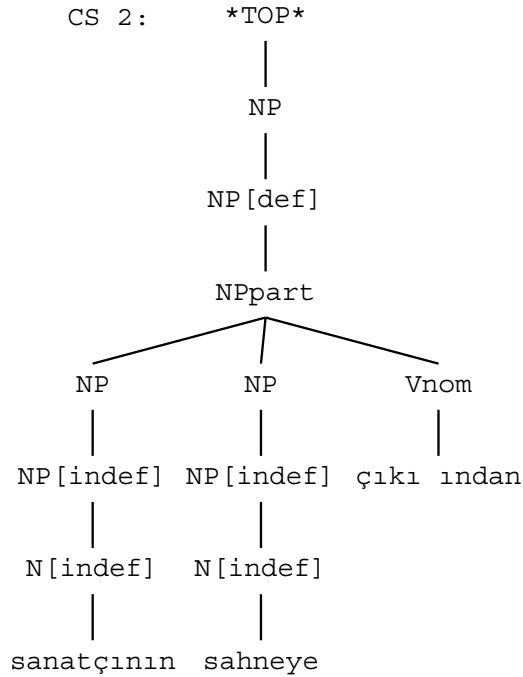 CS 2: *TOP*
NP
NP[def]
NPpart
NP NP Vnom
NP[indef] NP[indef] çıkı ından
N[indef] N[indef]
sanatçının sahneye